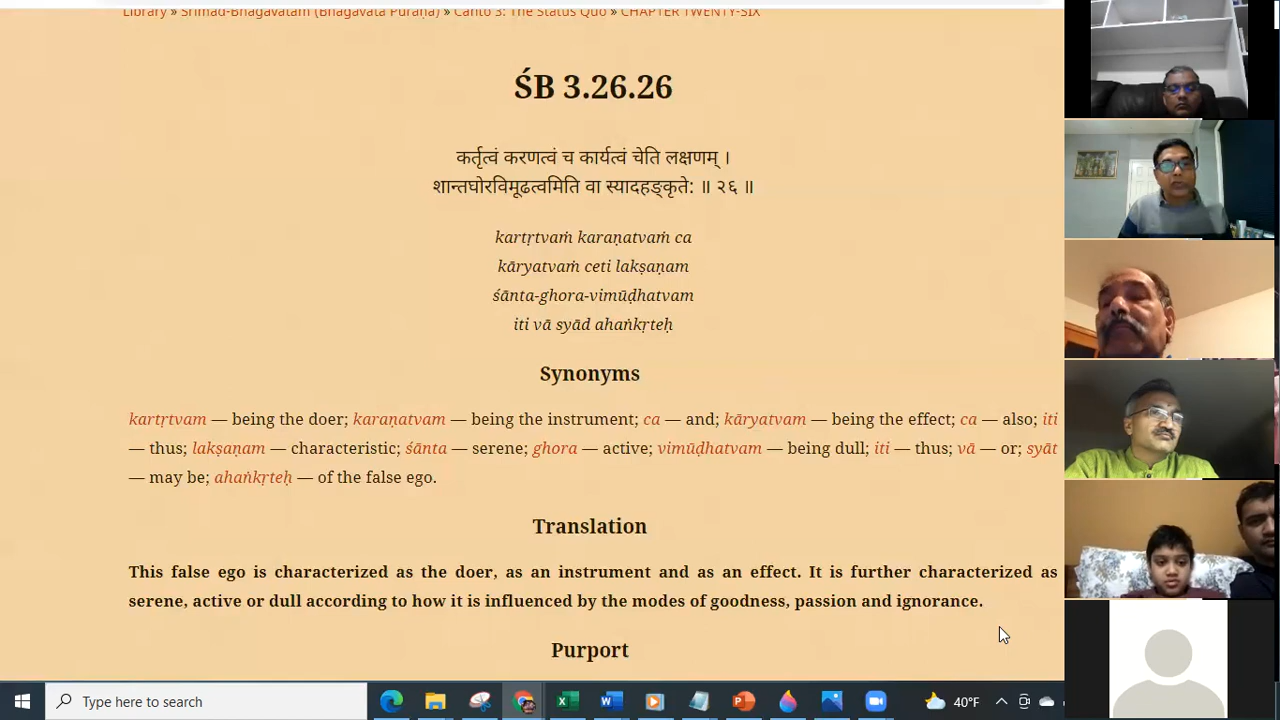 Library » Śrīmad-Bhāgavatam (Bhāgavata Purāṇa) » Canto 3: The Status Quo » CHAPTER TWENTY-SIX
ŚB 3.26.26
कर्तृत्वं करणत्वं च कार्यत्वं चेति लक्षणम् ।
शान्तघोरविमूढत्वमिति वा स्यादहङ्कृते: ॥ २६ ॥
kartṛtvaṁ karaṇatvaṁ ca
kāryatvaṁ ceti lakṣaṇam
śānta-ghora-vimūḍhatvam
iti vā syād ahaṅkṛteḥ
Synonyms
kartṛtvam — being the doer; karaṇatvam — being the instrument; ca — and; kāryatvam — being the effect; ca — also; iti
— thus; lakṣaṇam — characteristic; śānta — serene; ghora — active; vimūḍhatvam — being dull; iti — thus; vā — or; syāt
— may be; ahaṅkṛteḥ — of the false ego.
Translation
This false ego is characterized as the doer, as an instrument and as an effect. It is further characterized as
serene, active or dull according to how it is influenced by the modes of goodness, passion and ignorance.
Purport
Type here to search
40°F